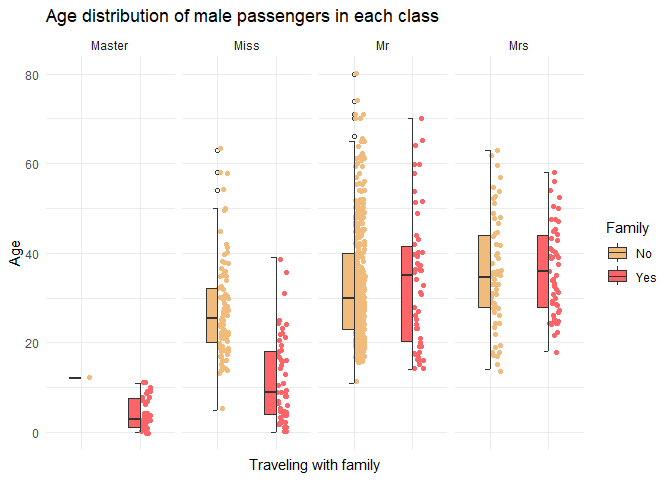 Age distribution of male passengers in each class
Master
Miss
Mr
Mrs
80
60
40
20
0
Age
Traveling with family
Family
No
Yes